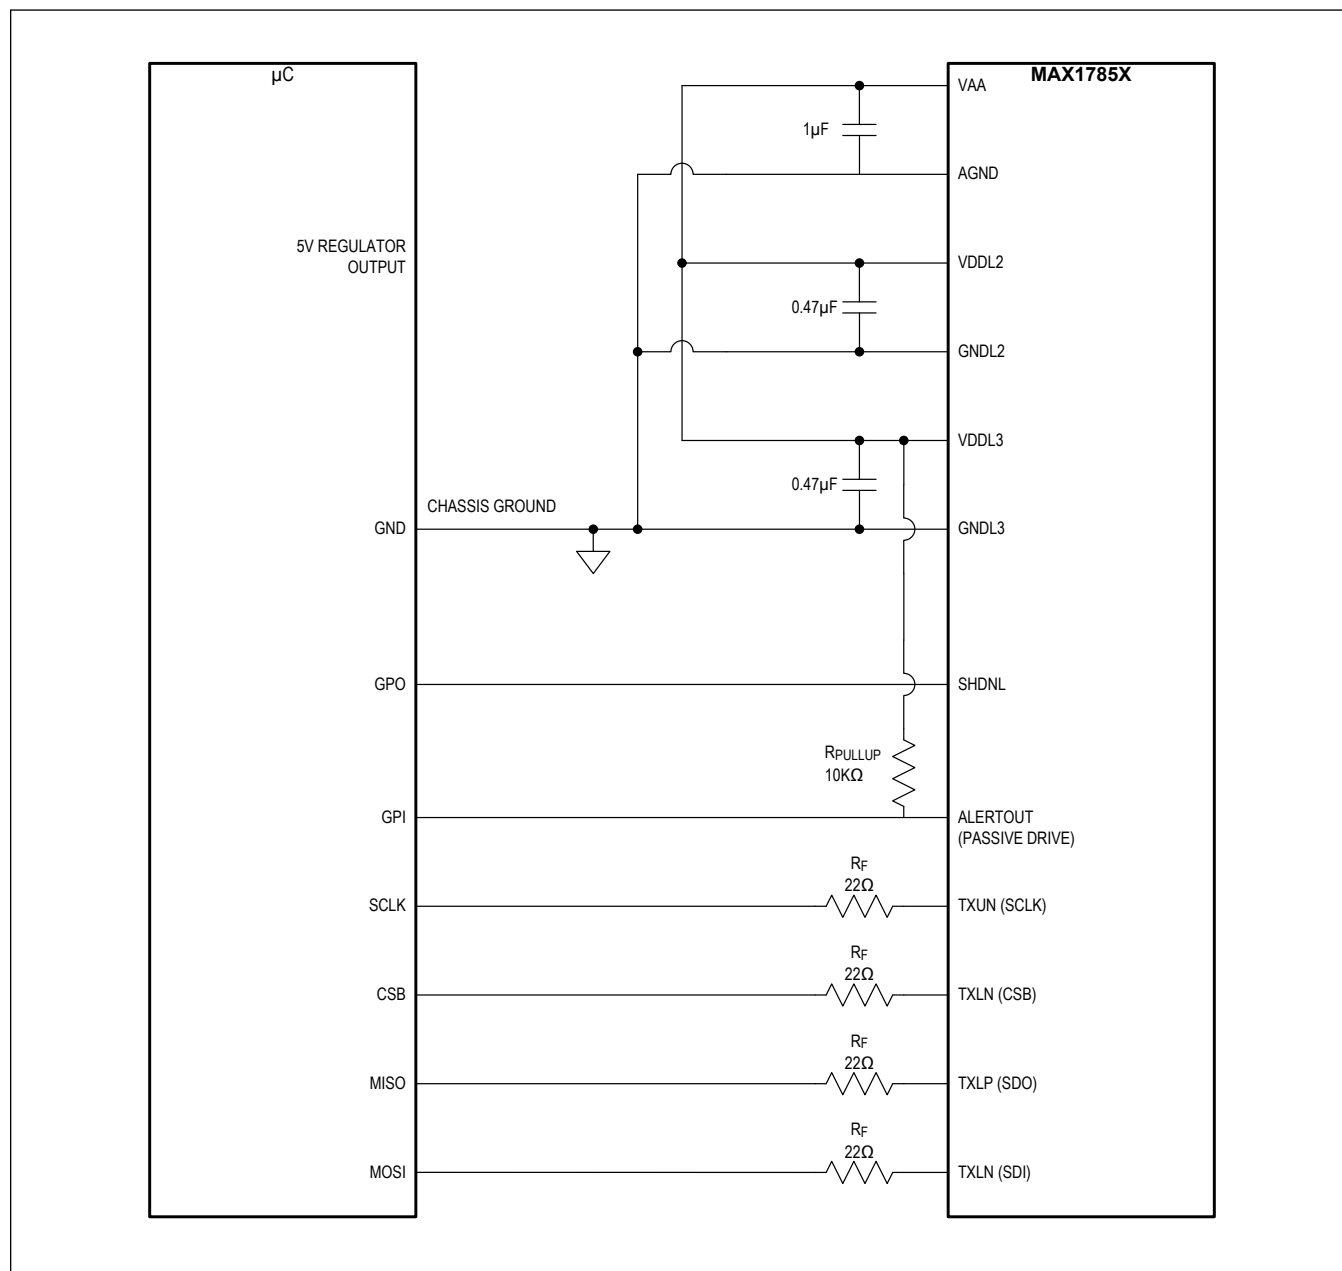 µC
MAX1785X
VAA
1µF
AGND
5V REGULATOR
OUTPUT
VDDL2
0.47µF
GNDL2
VDDL3
0.47µF
CHASSIS GROUND
GND
GNDL3
GPO
SHDNL
RPULLUP
10KΩ
GPI
ALERTOUT
(PASSIVE DRIVE)
RF
22Ω
SCLK
TXUN (SCLK)
RF
22Ω
CSB
TXLN (CSB)
RF
22Ω
MISO
TXLP (SDO)
RF
22Ω
MOSI
TXLN (SDI)